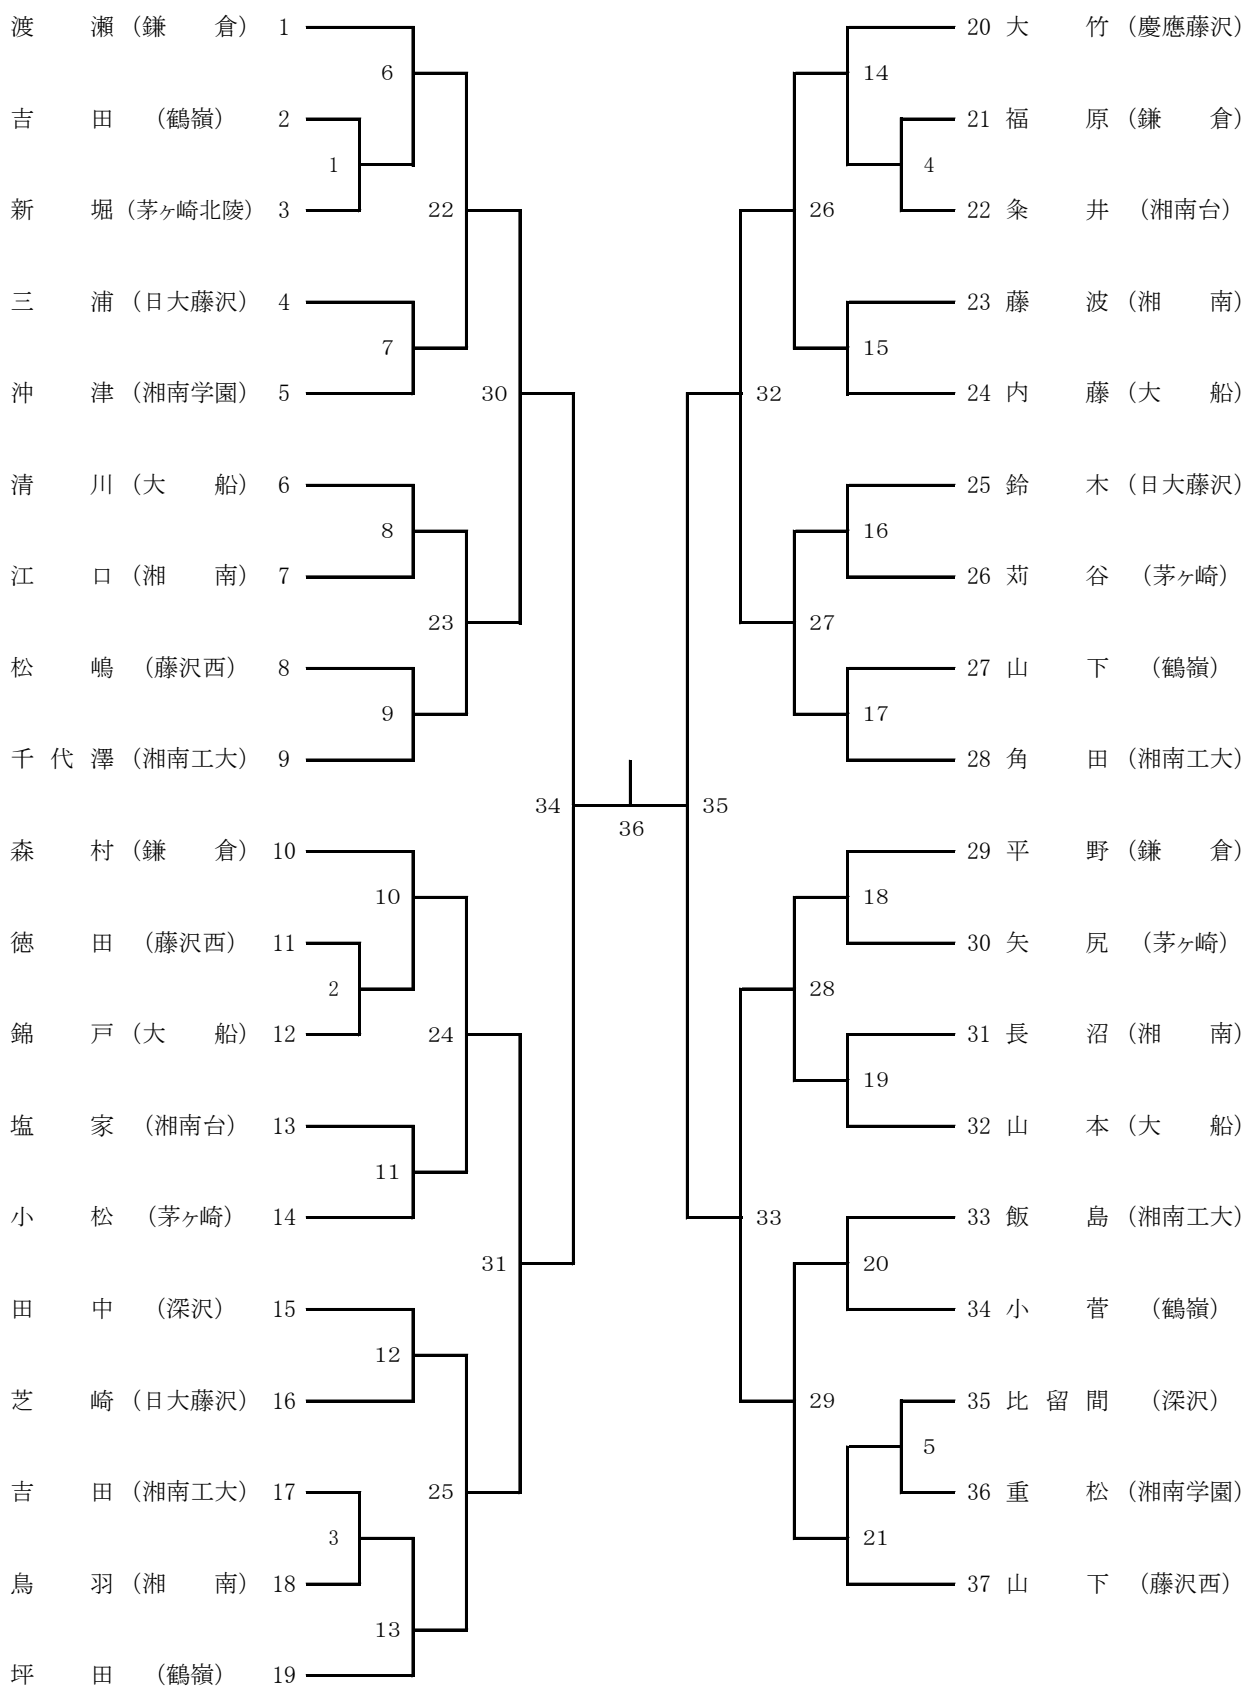 渡 瀬 （鎌 倉） 1
6
吉 田 （鶴嶺） 2
1
新 堀 （茅ヶ崎北陵） 3
22
三 浦 （日大藤沢） 4
7
沖 津 （湘南学園） 5
30
清 川 （大 船） 6
8
江 口 （湘 南） 7
23
松 嶋 （藤沢西） 8
9
千 代 澤 （湘南工大） 9
34
森 村 （鎌 倉） 10
10
徳 田 （藤沢西） 11
2
錦 戸 （大 船） 12
24
塩 家 （湘南台） 13
11
小 松 （茅ヶ崎） 14
31
田 中 （深沢） 15
12
芝 崎 （日大藤沢） 16
吉 田 （湘南工大） 17
25
3
鳥 羽 （湘 南） 18
13
坪 田 （鶴嶺） 19
36
20 大 竹 （慶應藤沢）
14
21 福 原 （鎌 倉）
4
22 粂 井 （湘南台）
26
23 藤 波 （湘 南）
15
24 内 藤 （大 船）
32
25 鈴 木 （日大藤沢）
16
26 苅 谷 （茅ヶ崎）
27
27 山 下 （鶴嶺）
17
28 角 田 （湘南工大）
35
29 平 野 （鎌 倉）
18
30 矢 尻 （茅ヶ崎）
28
31 長 沼 （湘 南）
19
32 山 本 （大 船）
33 飯 島 （湘南工大）
33
20
34 小 菅 （鶴嶺）
35 比 留 間 （深沢）
29
5
36 重 松 （湘南学園）
21
37 山 下 （藤沢西）